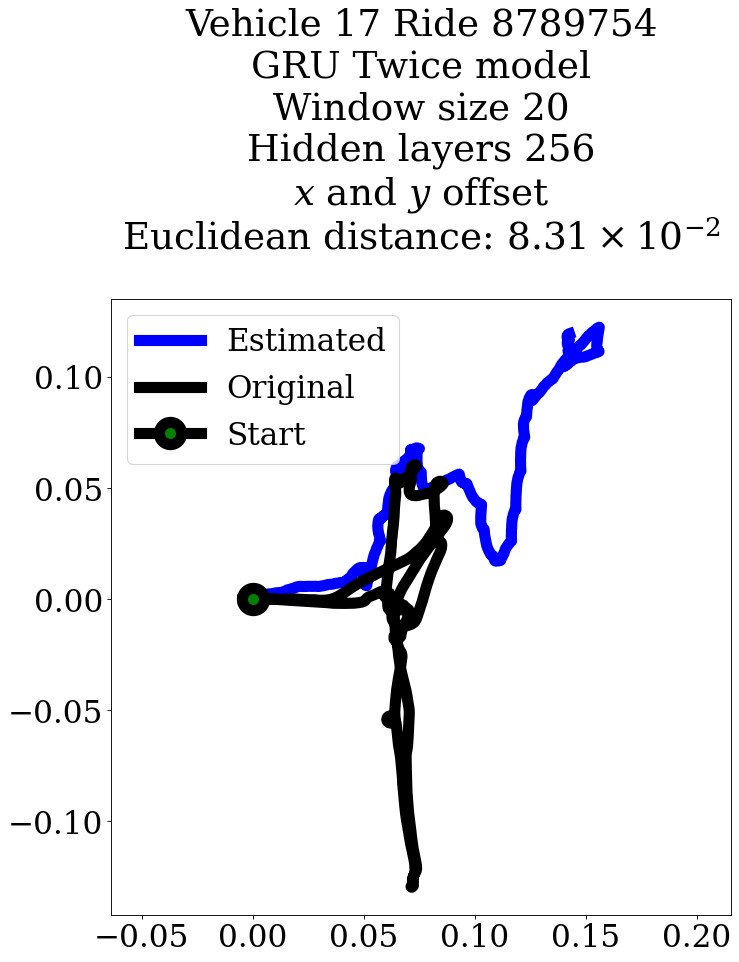 Vehicle 17 Ride 8789754
GRU Twice model
Window size 20
Hidden layers 256
x and y offset
Euclidean distance: 8.31 × 10⁻²
Estimated
Original
Start
0.10
0.05
0.00
−0.05
−0.10
−0.05 0.00 0.05 0.10 0.15 0.20